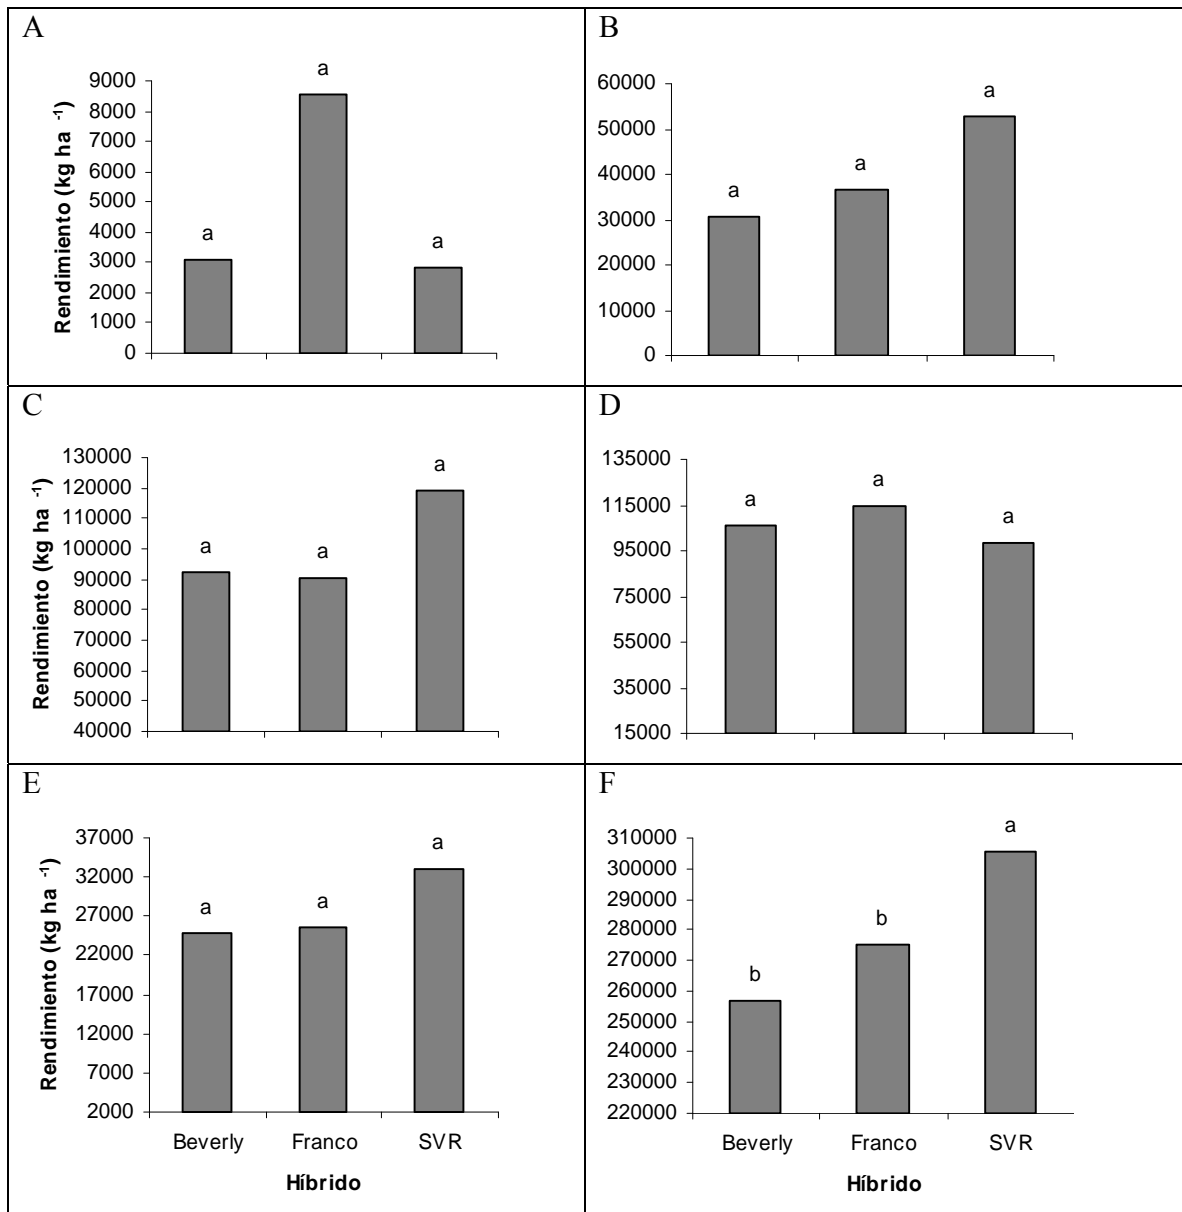 A
Rendimiento (kg ha -1)
9000
8000
7000
6000
5000
4000
3000
2000
1000
0
a
a
a
B
60000
50000
40000
30000
20000
10000
0
a
a
a
C
Rendimiento (kg ha -1)
130000
120000
110000
100000
90000
80000
70000
60000
50000
40000
a
a
a
D
135000
115000
95000
75000
55000
35000
15000
a
a
a
E
Rendimiento (kg ha -1)
37000
32000
27000
22000
17000
12000
7000
2000
a
a
a
Beverly Franco SVR
Híbrido
F
310000
300000
290000
280000
270000
260000
250000
240000
230000
220000
b
b
a
Beverly Franco SVR
Híbrido